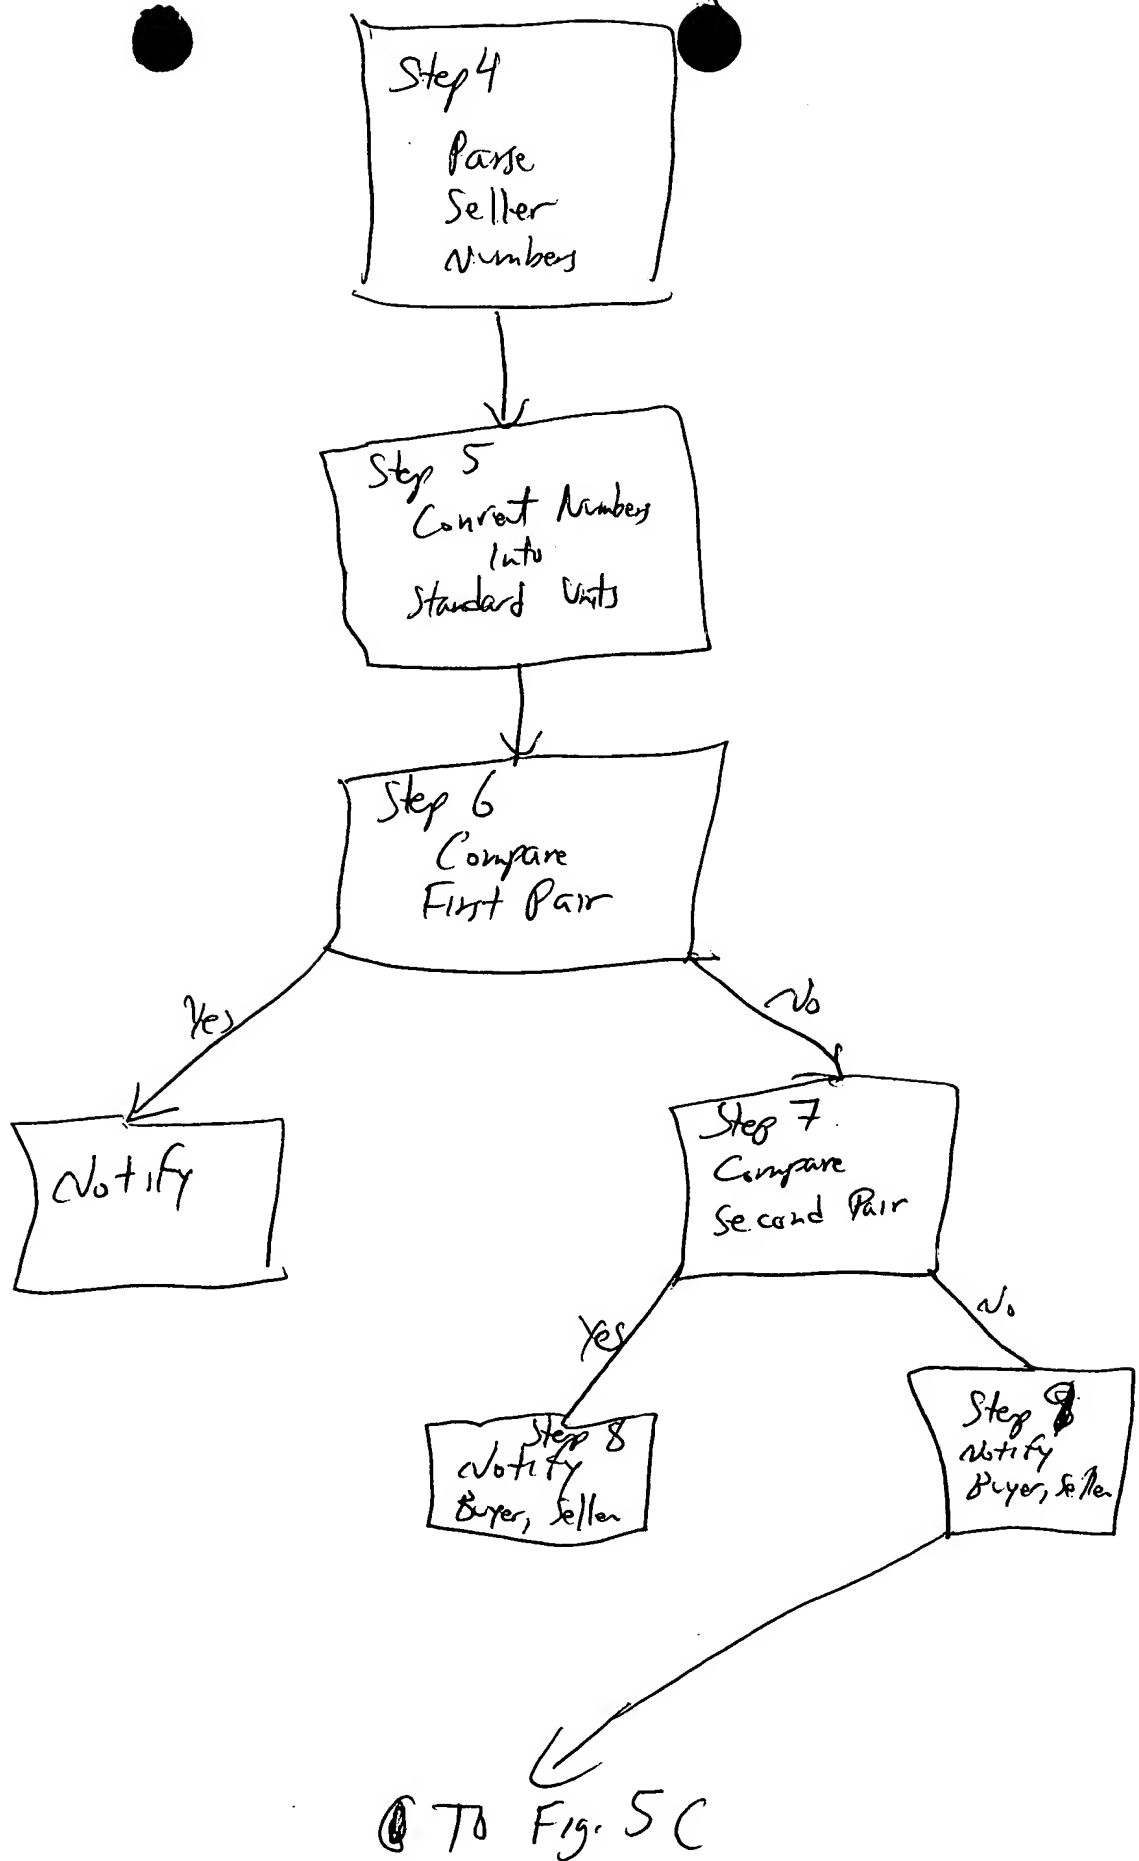 Step 4
Parse
Seller
Numbers
Step 5
Convert Numbers
Into
Standard Units
Step 6
Compare
First Pair
Yes
No
Notify
Step 7
Compare
Second Pair
Yes
No
Step 8
Notify
Buyer, Seller
Step 9
Notify
Buyer, Seller
To Fig. 5C